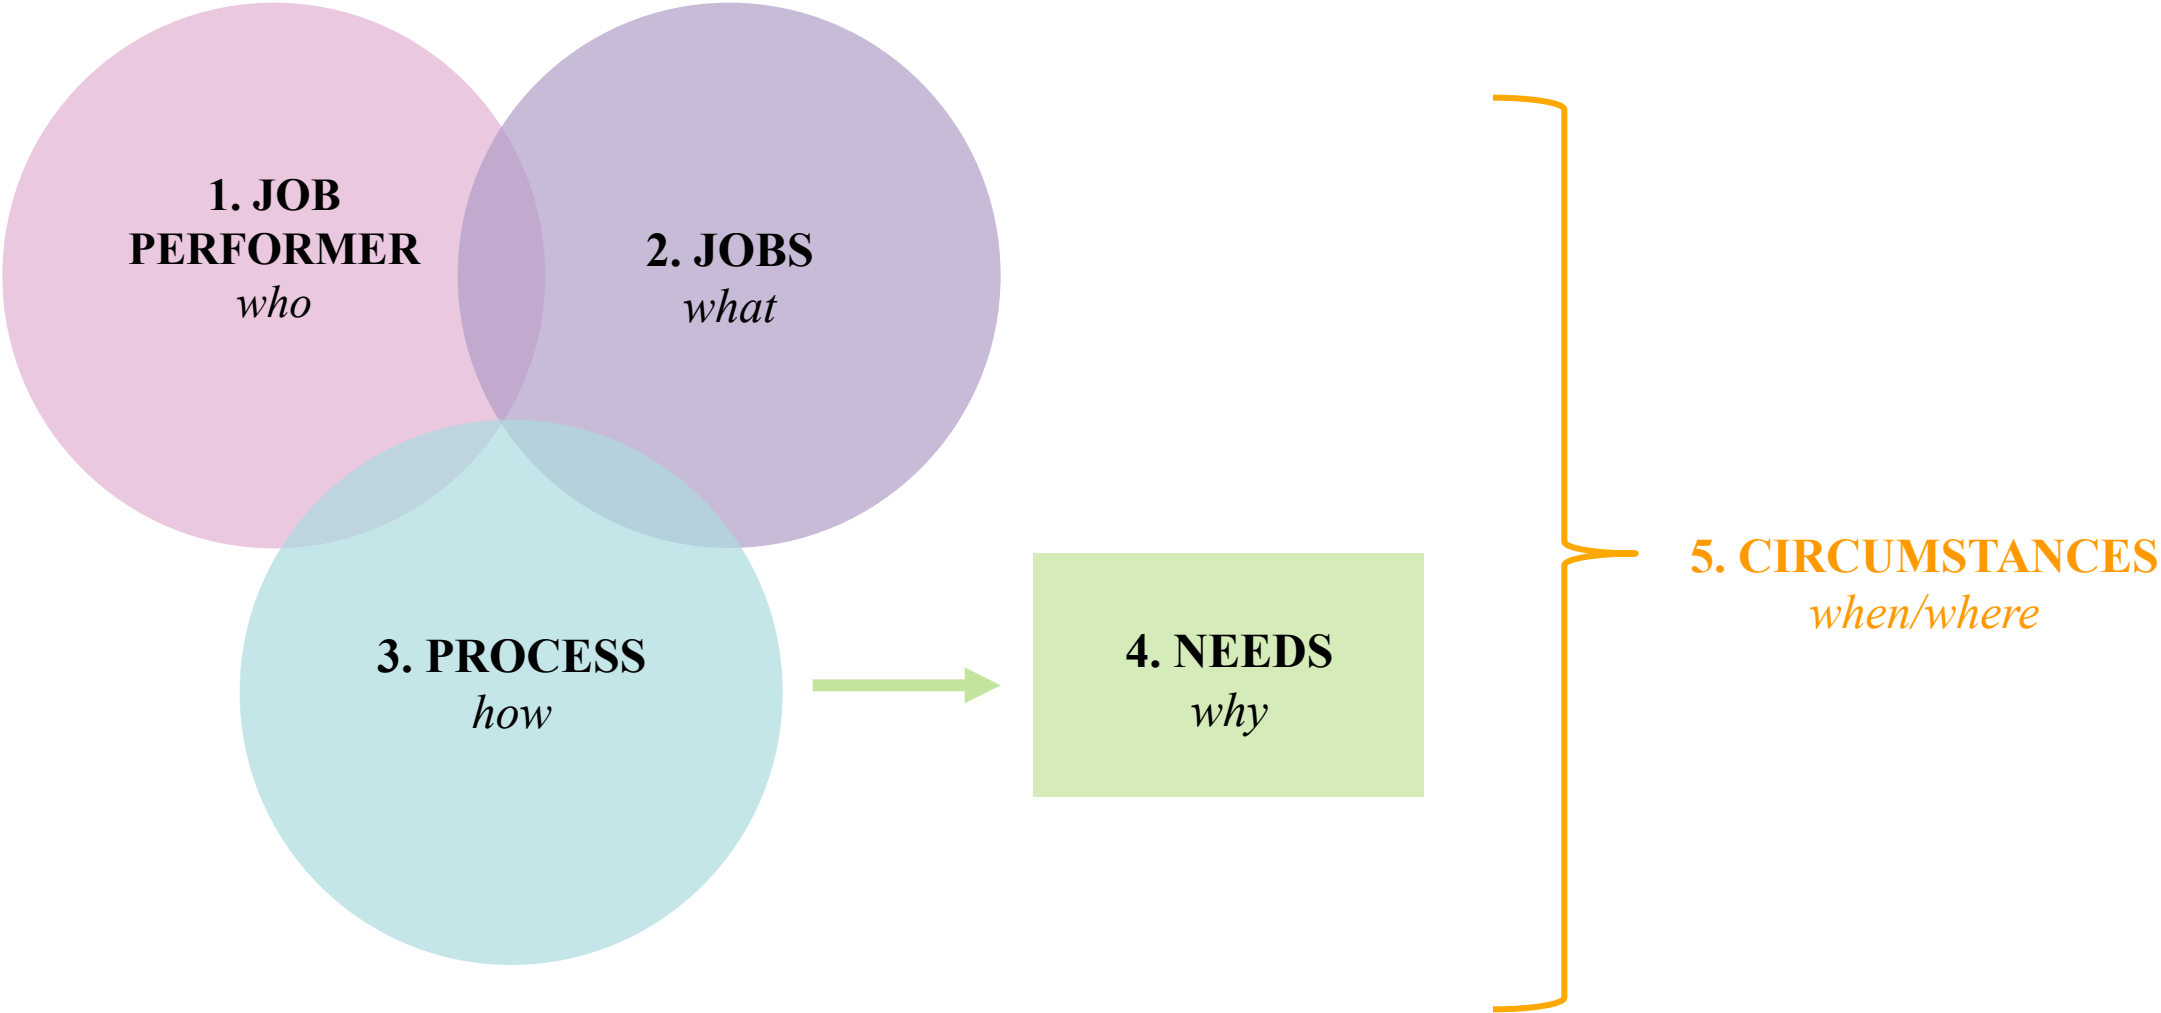 1. JOB
PERFORMER
who
2. JOBS
what
3. PROCESS
how
4. NEEDS
why
5. CIRCUMSTANCES
when/where